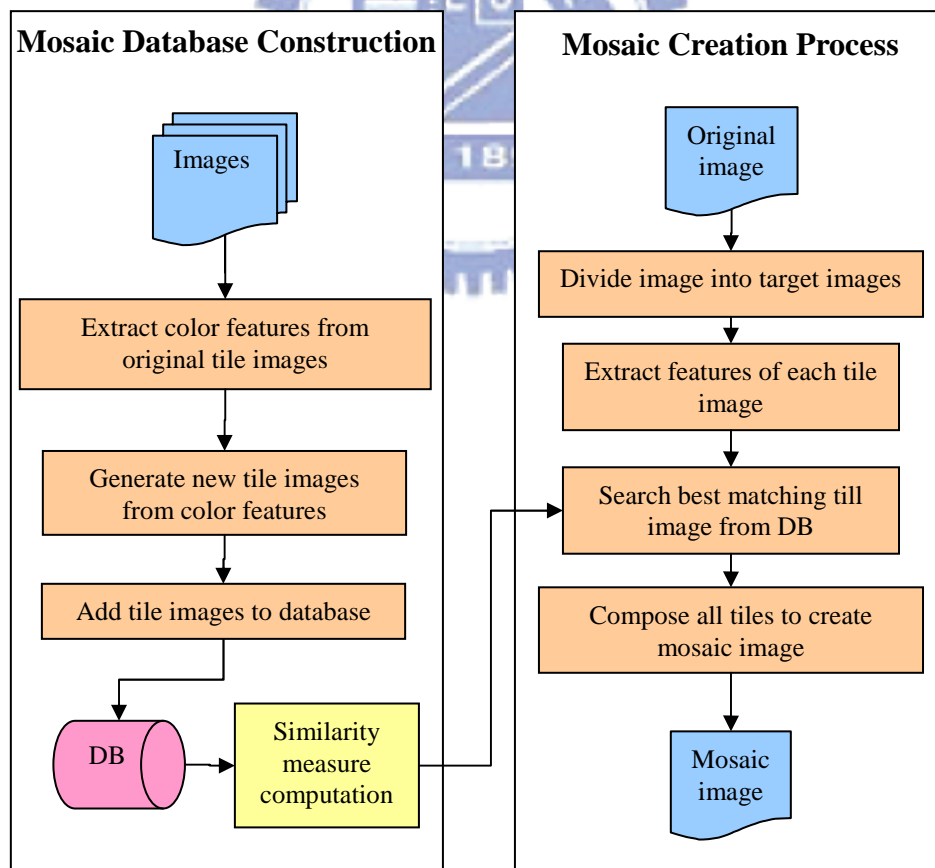 Mosaic Database Construction
Images
Extract color features from
original tile images
Generate new tile images
from color features
Add tile images to database
DB
Similarity
measure
computation
Mosaic Creation Process
Original
image
Divide image into target images
Extract features of each tile
image
Search best matching till
image from DB
Compose all tiles to create
mosaic image
Mosaic
image